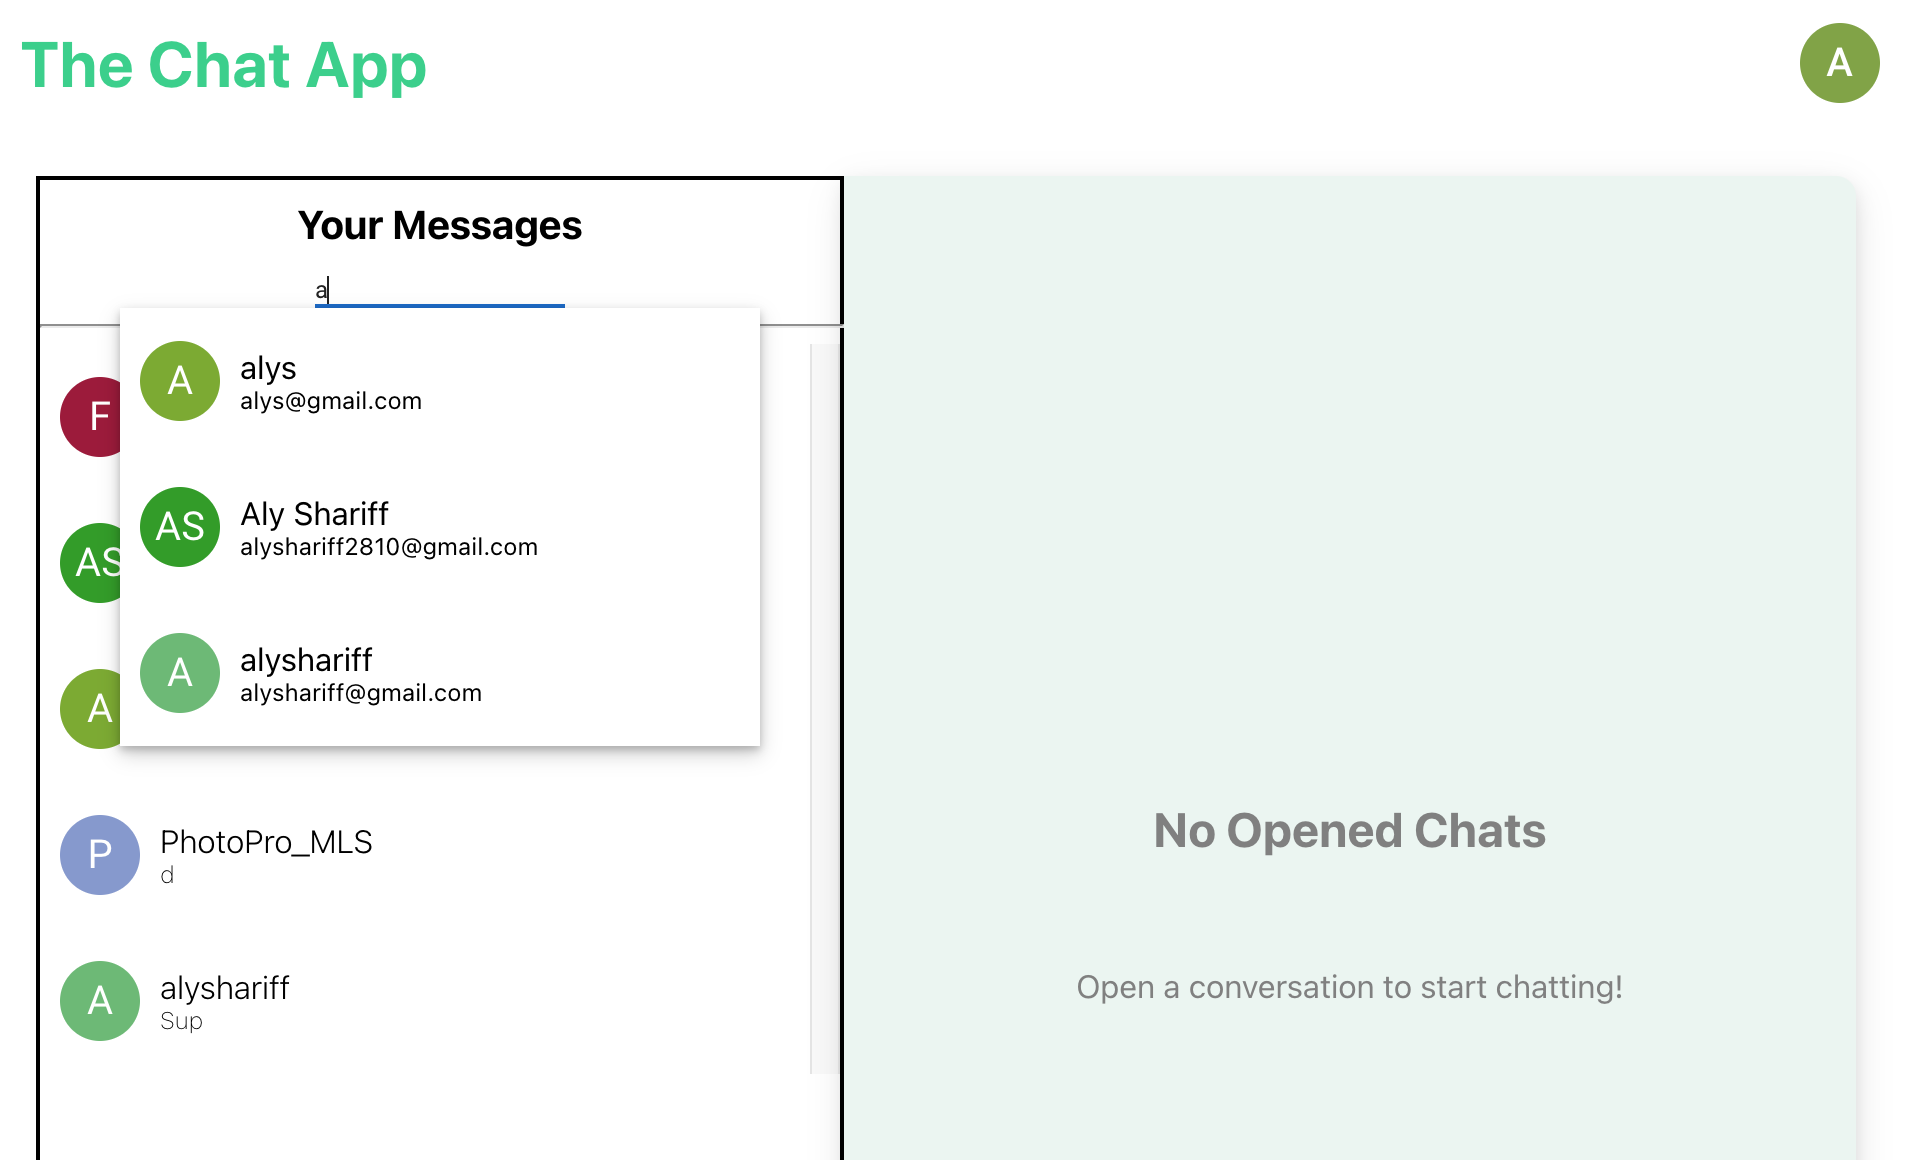 The Chat App
A
Your Messages
a
A
alys
alys@gmail.com
AS
Aly Shariff
alyshariff2810@gmail.com
A
alyshariff
alyshariff@gmail.com
F
AS
A
P
PhotoPro_MLS
d
A
alyshariff
Sup
No Opened Chats
Open a conversation to start chatting!